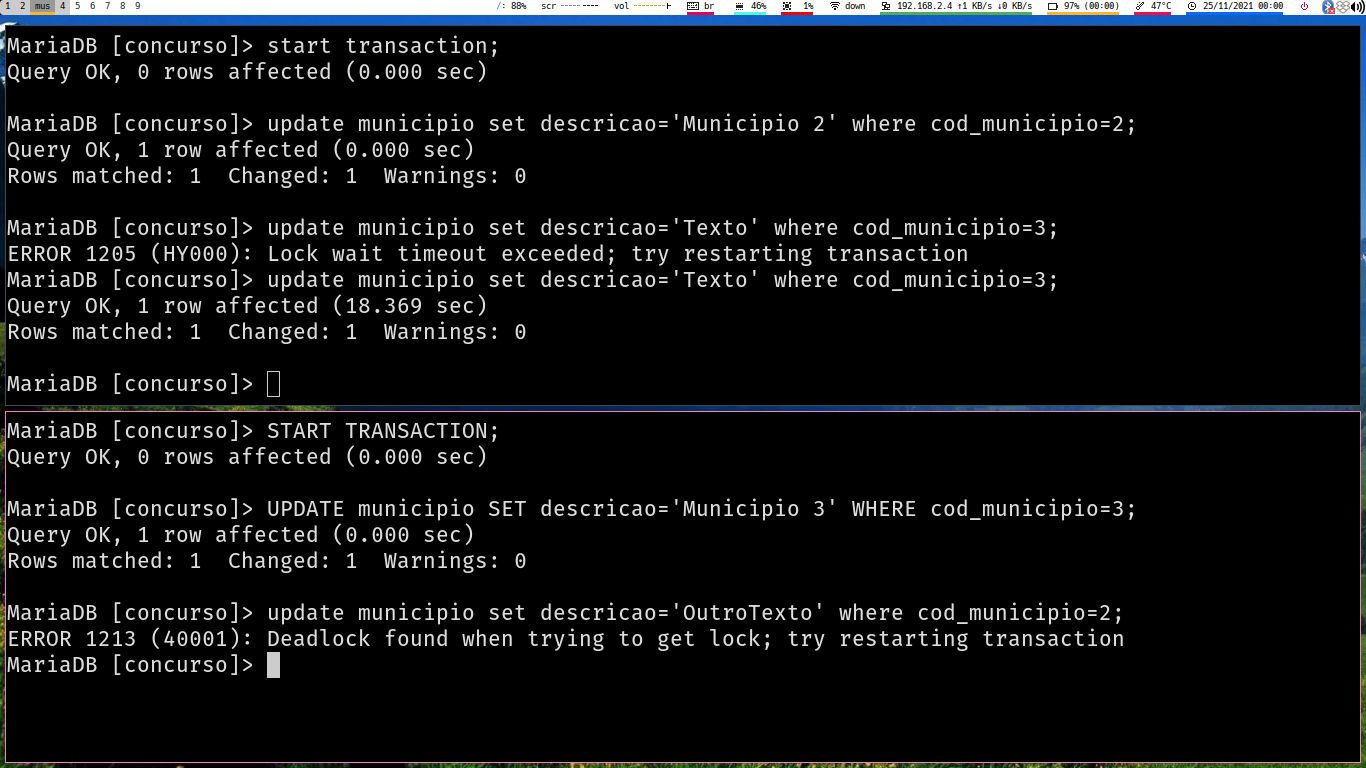 1 2 mus 4 5 6 7 8 9 /: 88% scr vol br 46% 1% down 192.168.2.4 ↑1 KB/s ↓0 KB/s 97% (00:00) 47°C 25/11/2021 00:00
MariaDB [concurso]> start transaction;
Query OK, 0 rows affected (0.000 sec)
MariaDB [concurso]> update municipio set descricao='Municipio 2' where cod_municipio=2;
Query OK, 1 row affected (0.000 sec)
Rows matched: 1  Changed: 1  Warnings: 0
MariaDB [concurso]> update municipio set descricao='Texto' where cod_municipio=3;
ERROR 1205 (HY000): Lock wait timeout exceeded; try restarting transaction
MariaDB [concurso]> update municipio set descricao='Texto' where cod_municipio=3;
Query OK, 1 row affected (18.369 sec)
Rows matched: 1  Changed: 1  Warnings: 0
MariaDB [concurso]>
MariaDB [concurso]> START TRANSACTION;
Query OK, 0 rows affected (0.000 sec)
MariaDB [concurso]> UPDATE municipio SET descricao='Municipio 3' WHERE cod_municipio=3;
Query OK, 1 row affected (0.000 sec)
Rows matched: 1  Changed: 1  Warnings: 0
MariaDB [concurso]> update municipio set descricao='OutroTexto' where cod_municipio=2;
ERROR 1213 (40001): Deadlock found when trying to get lock; try restarting transaction
MariaDB [concurso]>